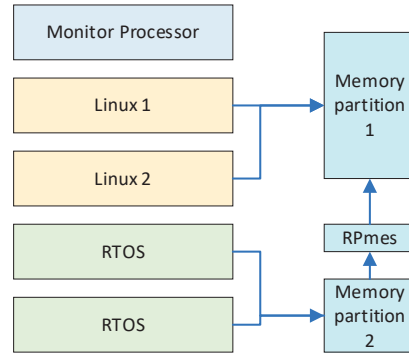 Monitor Processor
Linux 1
Linux 2
RTOS
RTOS
Memory
partition
1
RPmes
Memory
partition
2